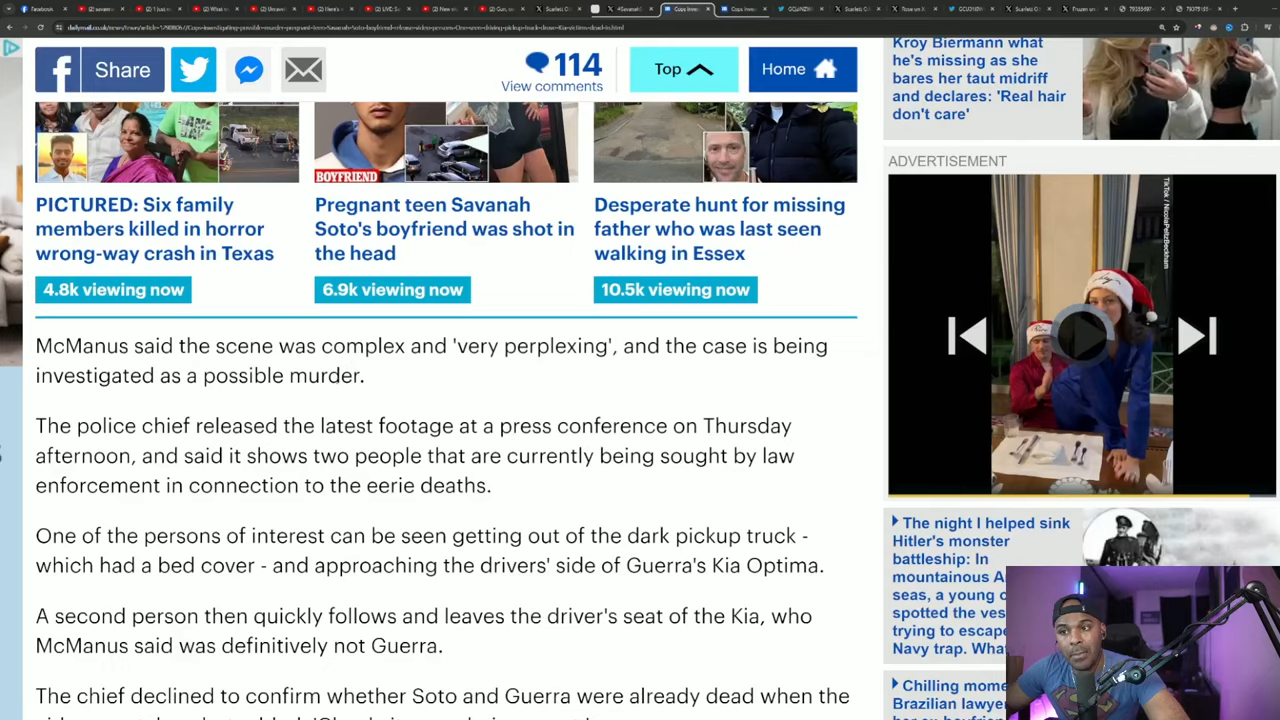 Facebook
dailymail.co.uk/news/
Share
114
View comments
Top
Home
Kroy Biermann what
he's missing as she
bares her taut midriff
and declares: 'Real hair
don't care'
ADVERTISEMENT
BOYFRIEND
PICTURED: Six family
members killed in horror
wrong-way crash in Texas
4.8k viewing now
Pregnant teen Savanah
Soto's boyfriend was shot in
the head
6.9k viewing now
Desperate hunt for missing
father who was last seen
walking in Essex
10.5k viewing now
TikTok / NicolaPeltzBeckham
McManus said the scene was complex and 'very perplexing', and the case is being
investigated as a possible murder.
The police chief released the latest footage at a press conference on Thursday
afternoon, and said it shows two people that are currently being sought by law
enforcement in connection to the eerie deaths.
One of the persons of interest can be seen getting out of the dark pickup truck -
which had a bed cover - and approaching the drivers' side of Guerra's Kia Optima.
A second person then quickly follows and leaves the driver's seat of the Kia, who
McManus said was definitively not Guerra.
The chief declined to confirm whether Soto and Guerra were already dead when the
The night I helped sink
Hitler's monster
battleship: In
mountainous A
seas, a young o
spotted the ves
trying to escape
Navy trap. Wha
Chilling mome
Brazilian lawyer